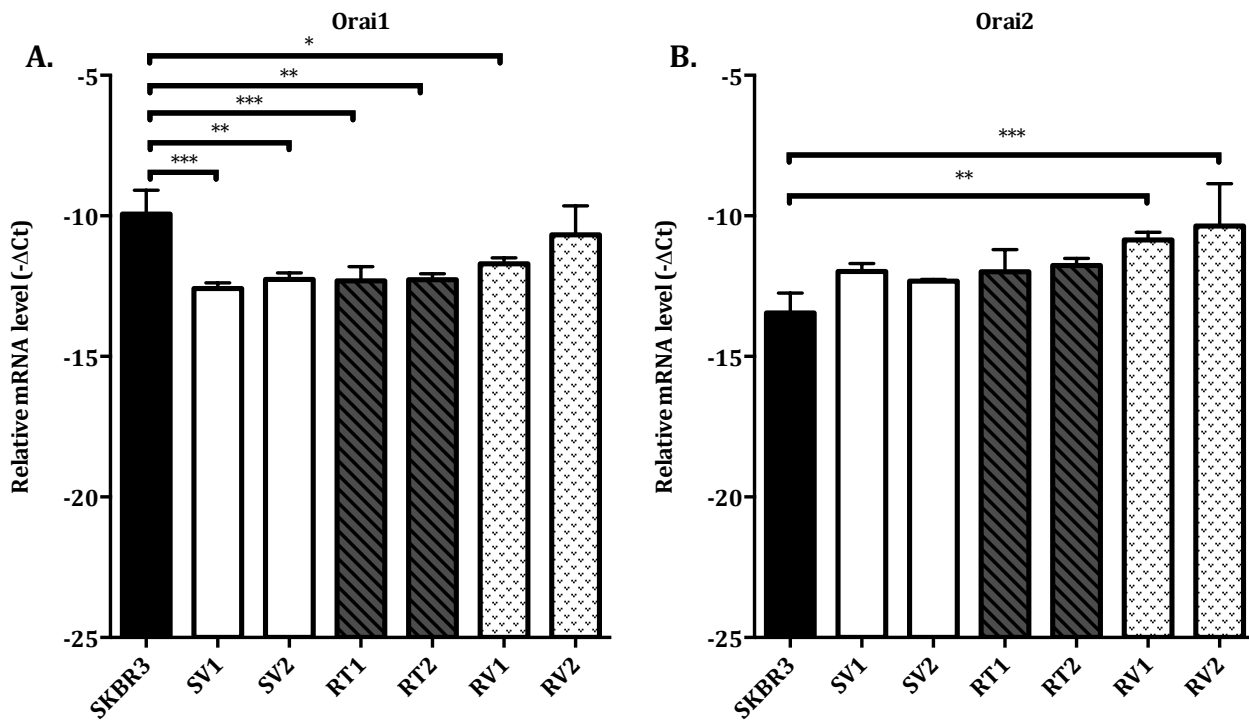 Orai1
A.
Relative mRNA level (-ΔCt)
-5
-10
-15
-20
-25
*
**
***
**
***
SKBR3
SV1
SV2
RT1
RT2
RV1
RV2
Orai2
B.
Relative mRNA level (-ΔCt)
-5
-10
-15
-20
-25
***
**
SKBR3
SV1
SV2
RT1
RT2
RV1
RV2